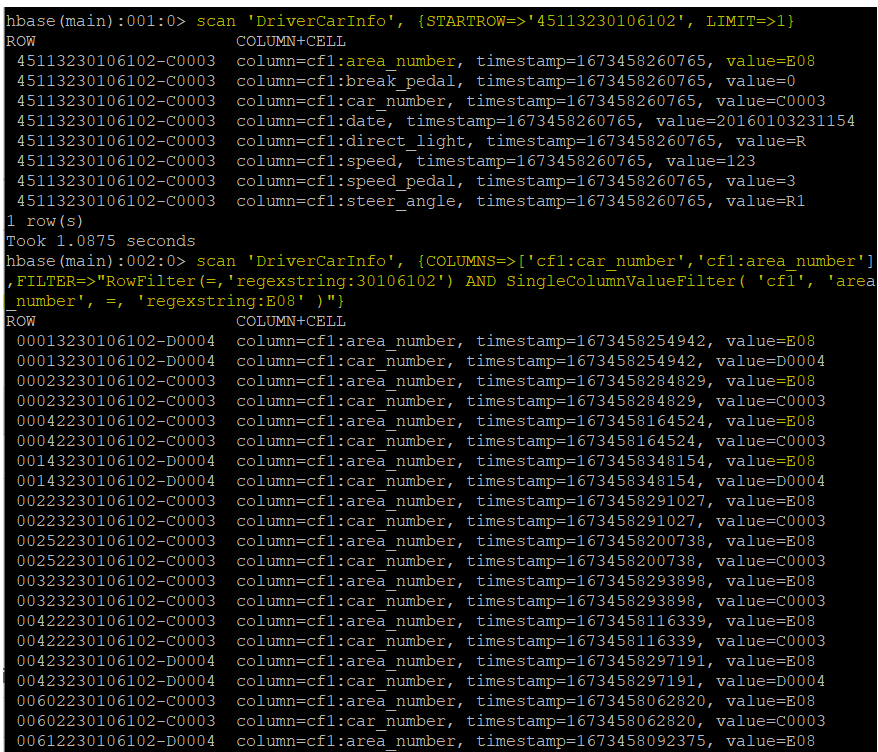 hbase(main):001:0> scan 'DriverCarInfo', {STARTROW=>'45113230106102', LIMIT=>1}
ROW                    COLUMN+CELL
 45113230106102-C0003  column=cf1:area_number, timestamp=1673458260765, value=E08
 45113230106102-C0003  column=cf1:break_pedal, timestamp=1673458260765, value=0
 45113230106102-C0003  column=cf1:car_number, timestamp=1673458260765, value=C0003
 45113230106102-C0003  column=cf1:date, timestamp=1673458260765, value=20160103231154
 45113230106102-C0003  column=cf1:direct_light, timestamp=1673458260765, value=R
 45113230106102-C0003  column=cf1:speed, timestamp=1673458260765, value=123
 45113230106102-C0003  column=cf1:speed_pedal, timestamp=1673458260765, value=3
 45113230106102-C0003  column=cf1:steer_angle, timestamp=1673458260765, value=R1
1 row(s)
Took 1.0875 seconds
hbase(main):002:0> scan 'DriverCarInfo', {COLUMNS=>['cf1:car_number','cf1:area_number']
,FILTER=>"RowFilter(=,'regexstring:30106102') AND SingleColumnValueFilter( 'cf1', 'area
_number', =, 'regexstring:E08' )"}
ROW                    COLUMN+CELL
 00013230106102-D0004  column=cf1:area_number, timestamp=1673458254942, value=E08
 00013230106102-D0004  column=cf1:car_number, timestamp=1673458254942, value=D0004
 00023230106102-C0003  column=cf1:area_number, timestamp=1673458284829, value=E08
 00023230106102-C0003  column=cf1:car_number, timestamp=1673458284829, value=C0003
 00042230106102-C0003  column=cf1:area_number, timestamp=1673458164524, value=E08
 00042230106102-C0003  column=cf1:car_number, timestamp=1673458164524, value=C0003
 00143230106102-D0004  column=cf1:area_number, timestamp=1673458348154, value=E08
 00143230106102-D0004  column=cf1:car_number, timestamp=1673458348154, value=D0004
 00223230106102-C0003  column=cf1:area_number, timestamp=1673458291027, value=E08
 00223230106102-C0003  column=cf1:car_number, timestamp=1673458291027, value=C0003
 00252230106102-C0003  column=cf1:area_number, timestamp=1673458200738, value=E08
 00252230106102-C0003  column=cf1:car_number, timestamp=1673458200738, value=C0003
 00323230106102-C0003  column=cf1:area_number, timestamp=1673458293898, value=E08
 00323230106102-C0003  column=cf1:car_number, timestamp=1673458293898, value=C0003
 00422230106102-C0003  column=cf1:area_number, timestamp=1673458116339, value=E08
 00422230106102-C0003  column=cf1:car_number, timestamp=1673458116339, value=C0003
 00423230106102-D0004  column=cf1:area_number, timestamp=1673458297191, value=E08
 00423230106102-D0004  column=cf1:car_number, timestamp=1673458297191, value=D0004
 00602230106102-C0003  column=cf1:area_number, timestamp=1673458062820, value=E08
 00602230106102-C0003  column=cf1:car_number, timestamp=1673458062820, value=C0003
 00612230106102-D0004  column=cf1:area_number, timestamp=1673458092375, value=E08